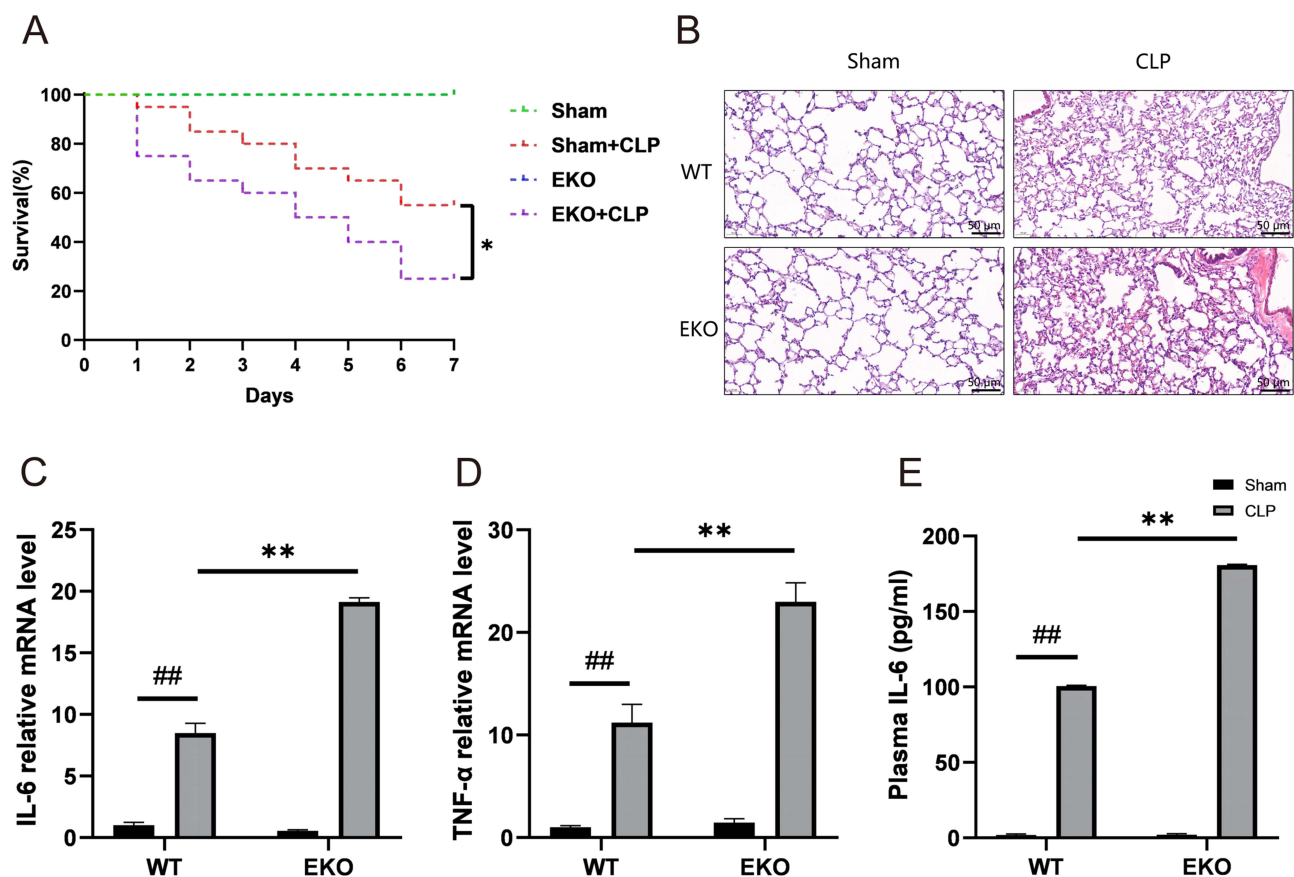 A
Survival(%)
100
80
60
40
20
0
0 1 2 3 4 5 6 7
Days
Sham
Sham+CLP
EKO
EKO+CLP
*
B
Sham CLP
WT
EKO
50 μm
50 μm
50 μm
50 μm
C
IL-6 relative mRNA level
25
20
15
10
5
0
##
**
WT EKO
D
TNF-α relative mRNA level
30
20
10
0
##
**
WT EKO
E
Sham
CLP
Plasma IL-6 (pg/ml)
200
150
100
50
0
##
**
WT EKO